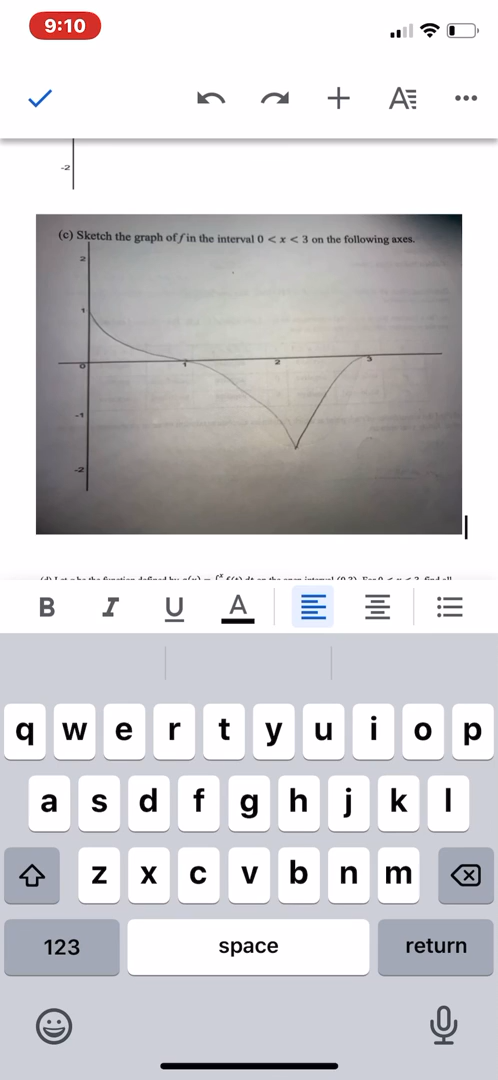 9:10
-2
(c) Sketch the graph of f in the interval 0 < x < 3 on the following axes.
2
1
0
1
2
3
-1
-2
B I U A
q w e r t y u i o p
a s d f g h j k l
z x c v b n m
123 space return